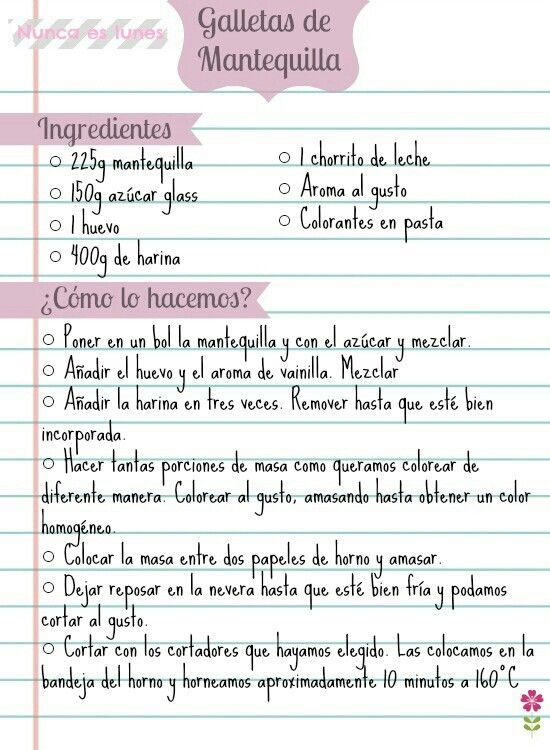 Nunca es lunes
Galletas de
Mantequilla
Ingredientes
225g mantequilla
150g azúcar glass
1 huevo
400g de harina
1 chorrito de leche
Aroma al gusto
Colorantes en pasta
¿Cómo lo hacemos?
Poner en un bol la mantequilla y con el azúcar y mezclar.
Añadir el huevo y el aroma de vainilla. Mezclar
Añadir la harina en tres veces. Remover hasta que esté bien
incorporada.
Hacer tantas porciones de masa como queramos colorear de
diferente manera. Colorear al gusto, amasando hasta obtener un color
homogéneo.
Colocar la masa entre dos papeles de horno y amasar.
Dejar reposar en la nevera hasta que esté bien fría y podamos
cortar al gusto.
Cortar con los cortadores que hayamos elegido. Las colocamos en la
bandeja del horno y horneamos aproximadamente 10 minutos a 160°C